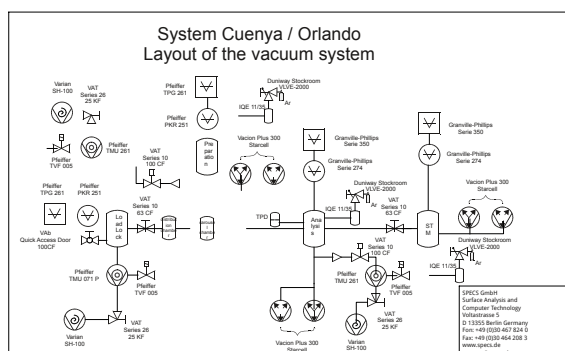 System Cuenya / Orlando
Layout of the vacuum system
Varian
SH-100
VAT
Series 26
25 KF
Pfeiffer
TVF 005
Pfeiffer
TMU 261
Pfeiffer
TPG 261
Pfeiffer
PKR 251
Duniway Stockroom
VLVE-2000
IQE 11/35
Ar
Pre
par
atio
n
Vacion Plus 300
Starcell
VAT
Series 10
100 CF
Granville-Phillips
Serie 350
Granville-Phillips
Serie 274
Granville-Phillips
Serie 350
Granville-Phillips
Serie 274
Vacion Plus 300
Starcell
Pfeiffer
TPG 261
Pfeiffer
PKR 251
VAb
Quick Access Door
100CF
Lo
ad
Lock
VAT
Series 10
63 CF
TPD
Ana
lysi
s
Duniway Stockroom
VLVE-2000
IQE 11/35
Ar
VAT
Series 10
63 CF
ST
M
Duniway Stockroom
VLVE-2000
IQE 11/35
Ar
Pfeiffer
TMU 071 P
Pfeiffer
TVF 005
Varian
SH-100
VAT
Series 26
25 KF
Vacion Plus 300
Starcell
VAT
Series 10
100 CF
Pfeiffer
TMU 261
Pfeiffer
TVF 005
Varian
SH-100
VAT
Series 26
25 KF
SPECS GmbH
Surface Analysis and
Computer Technology
Voltastrasse 5
D 13355 Berlin Germany
Fon: +49 (0)30 467 824 0
Fax: +49 (0)30 464 208 3
www.specs.de